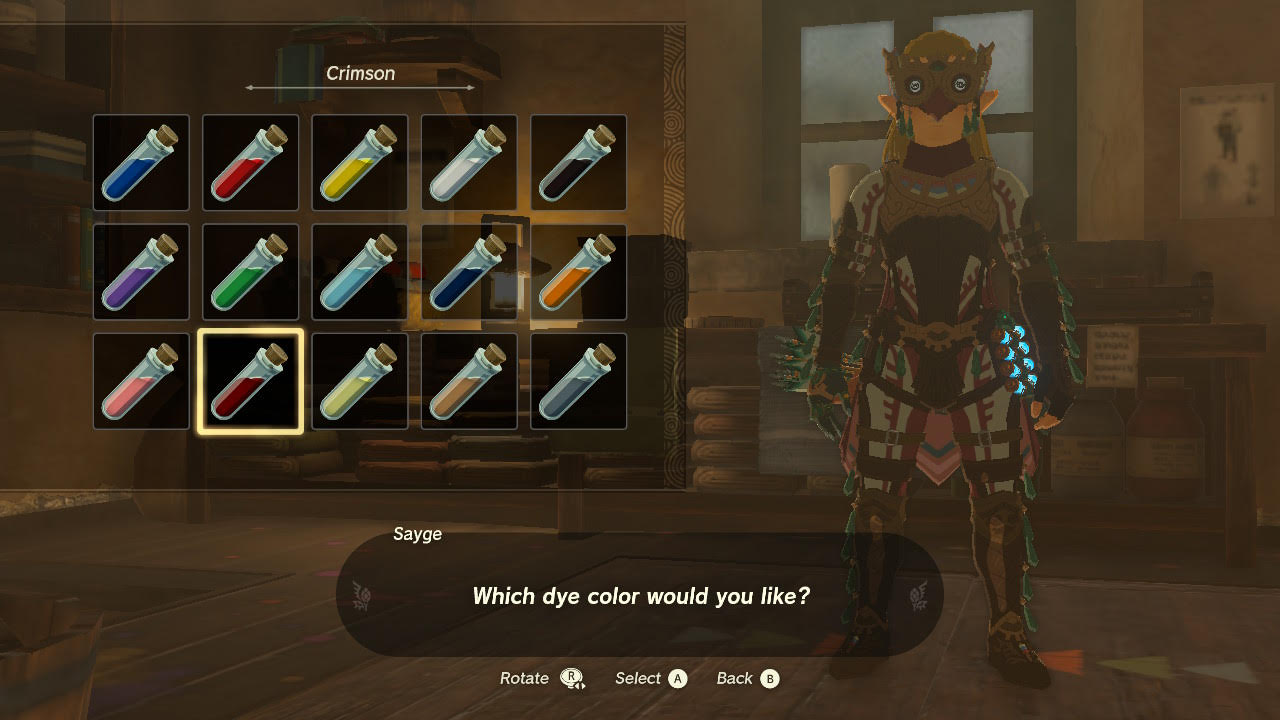 Crimson
Sayge
Which dye color would you like?
Rotate R
Select A
Back B